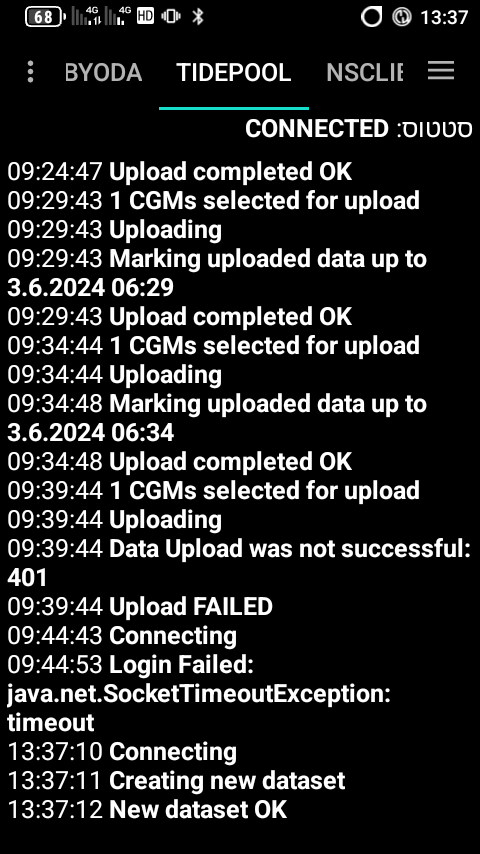 68 4G 4G HD 13:37
BYODA TIDEPOOL NSCLIE
סטטוס: CONNECTED
09:24:47 Upload completed OK
09:29:43 1 CGMs selected for upload
09:29:43 Uploading
09:29:43 Marking uploaded data up to
3.6.2024 06:29
09:29:43 Upload completed OK
09:34:44 1 CGMs selected for upload
09:34:44 Uploading
09:34:48 Marking uploaded data up to
3.6.2024 06:34
09:34:48 Upload completed OK
09:39:44 1 CGMs selected for upload
09:39:44 Uploading
09:39:44 Data Upload was not successful:
401
09:39:44 Upload FAILED
09:44:43 Connecting
09:44:53 Login Failed:
java.net.SocketTimeoutException:
timeout
13:37:10 Connecting
13:37:11 Creating new dataset
13:37:12 New dataset OK